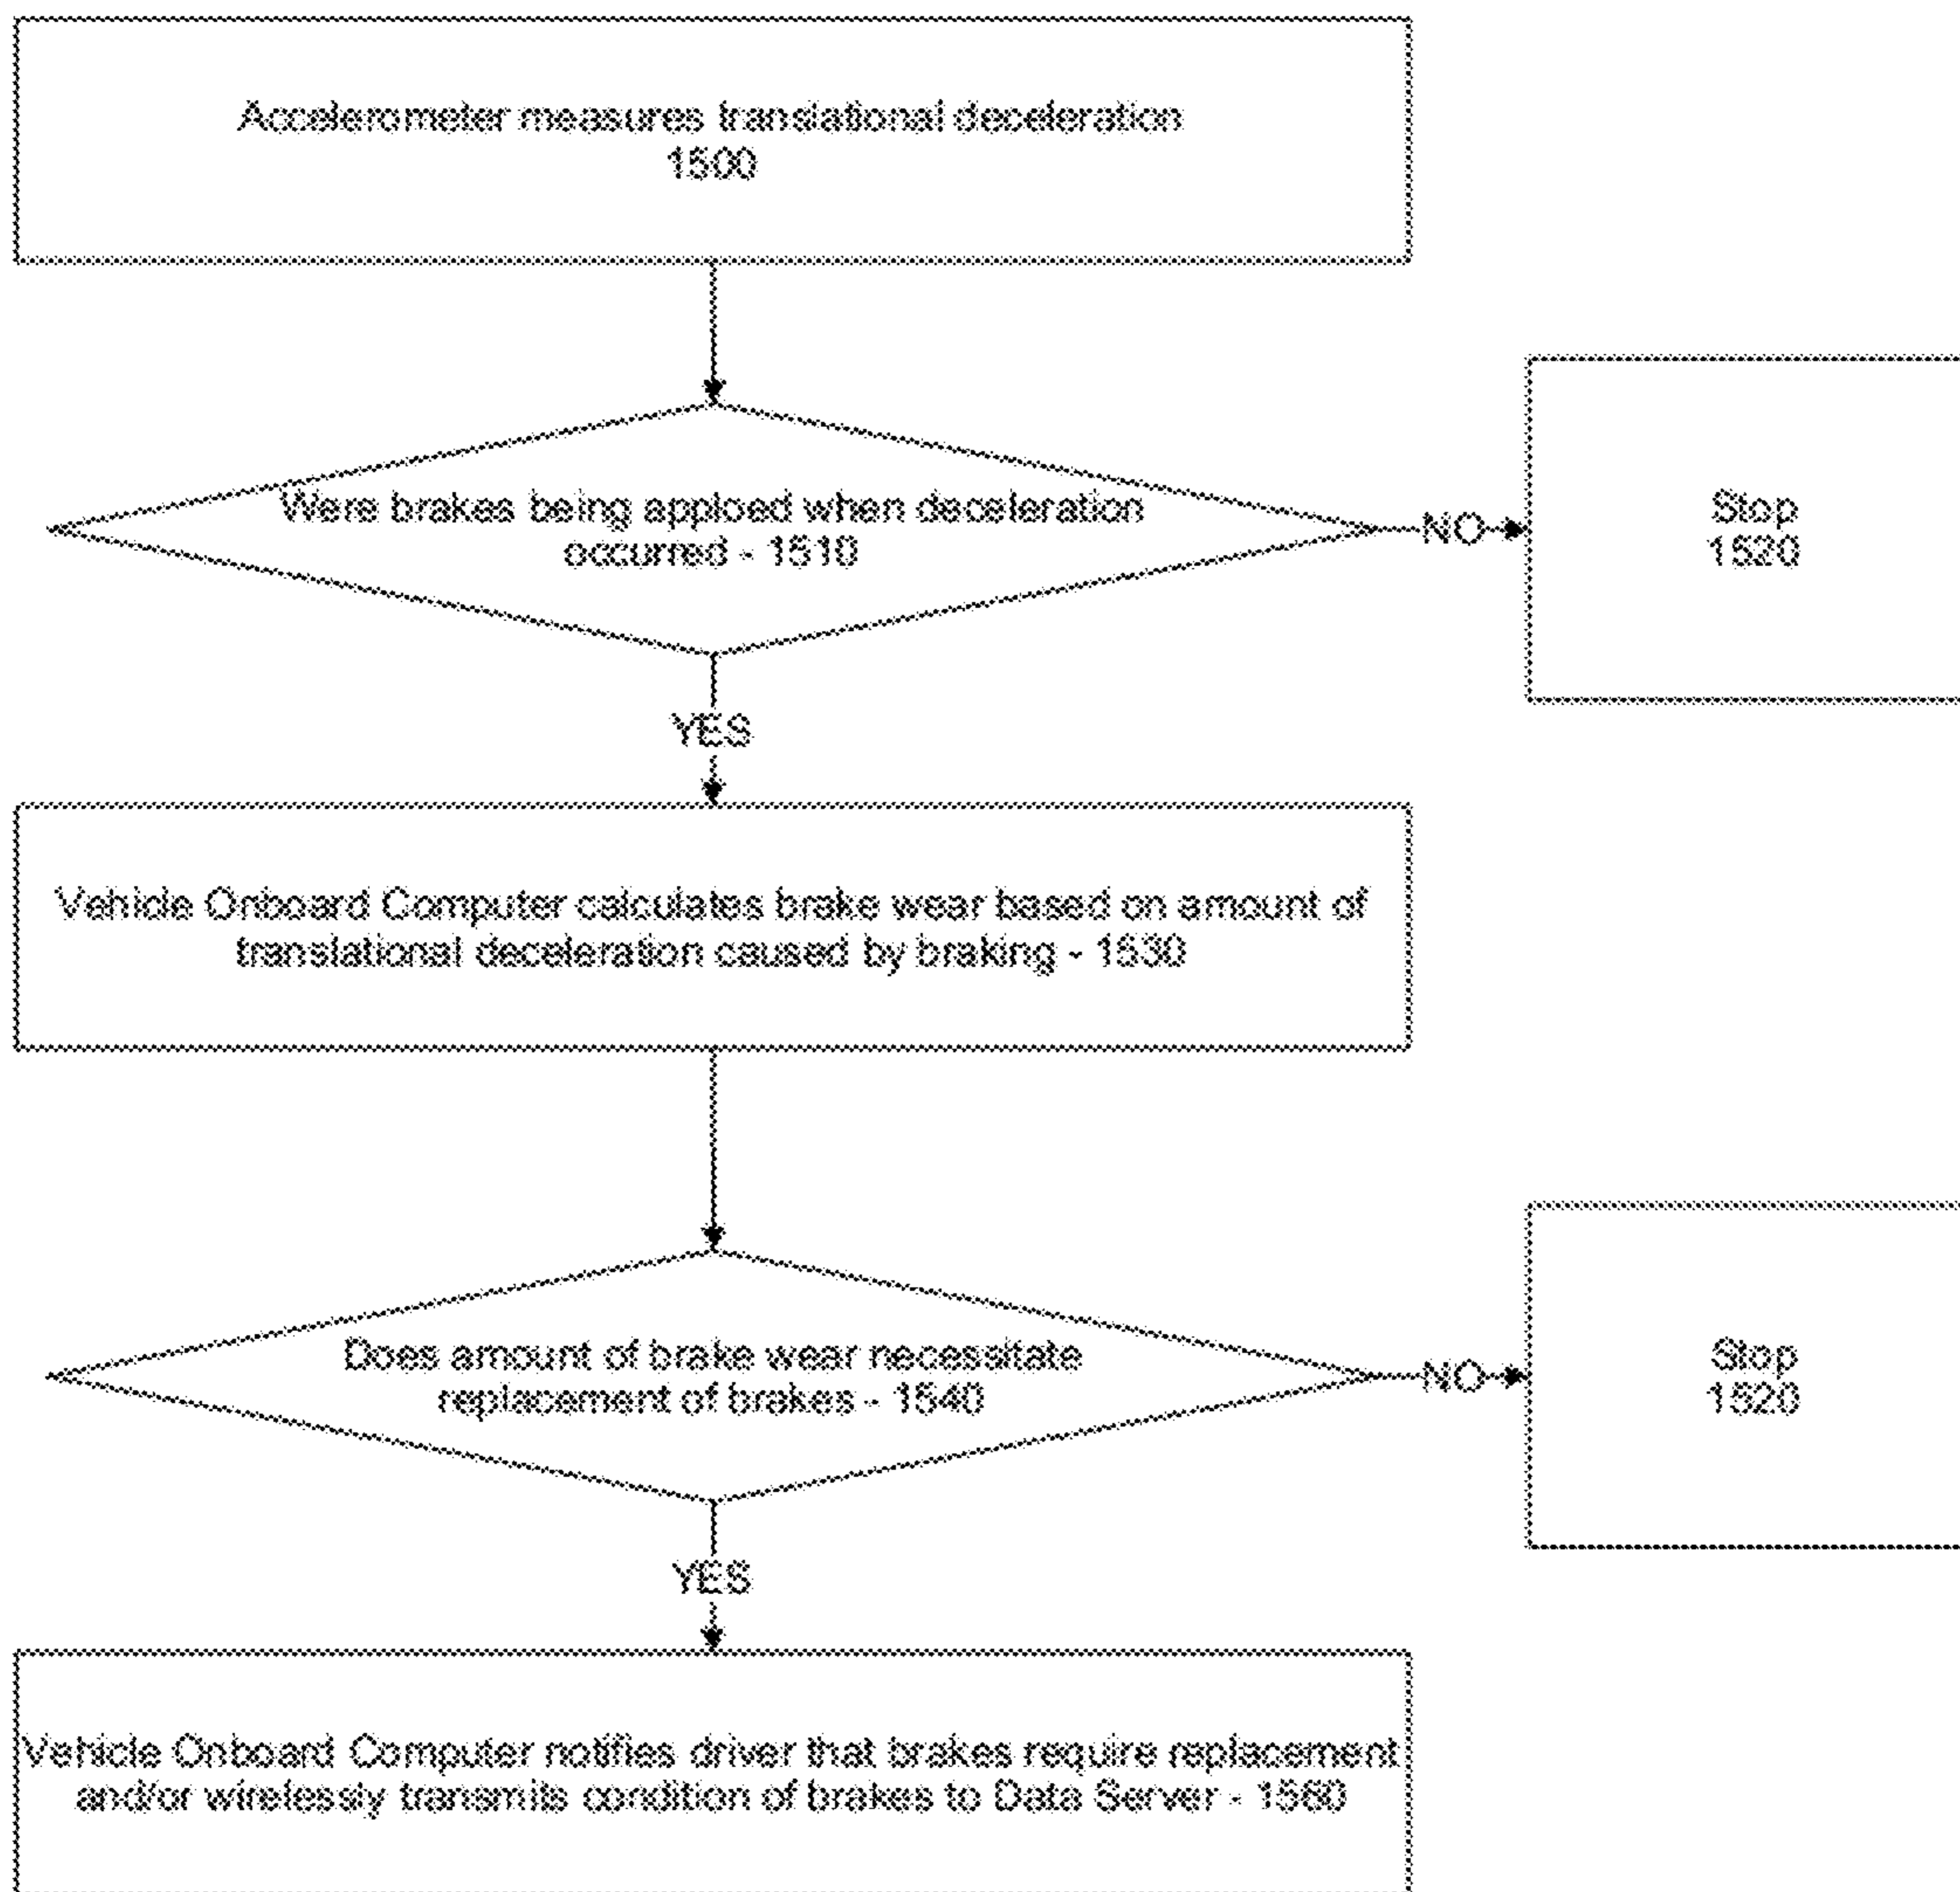 Accelerometer measures translational deceleration
1500
Were brakes being apploed when deceleration
occurred - 1510
NO
Stop
1520
YES
Vehicle Onboard Computer calculates brake wear based on amount of
translational deceleration caused by braking - 1530
Does amount of brake wear necessitate
replacement of brakes - 1540
NO
Stop
1520
YES
Vehicle Onboard Computer notifies driver that brakes require replacement
and/or wirelessly transmits condition of brakes to Data Server - 1560